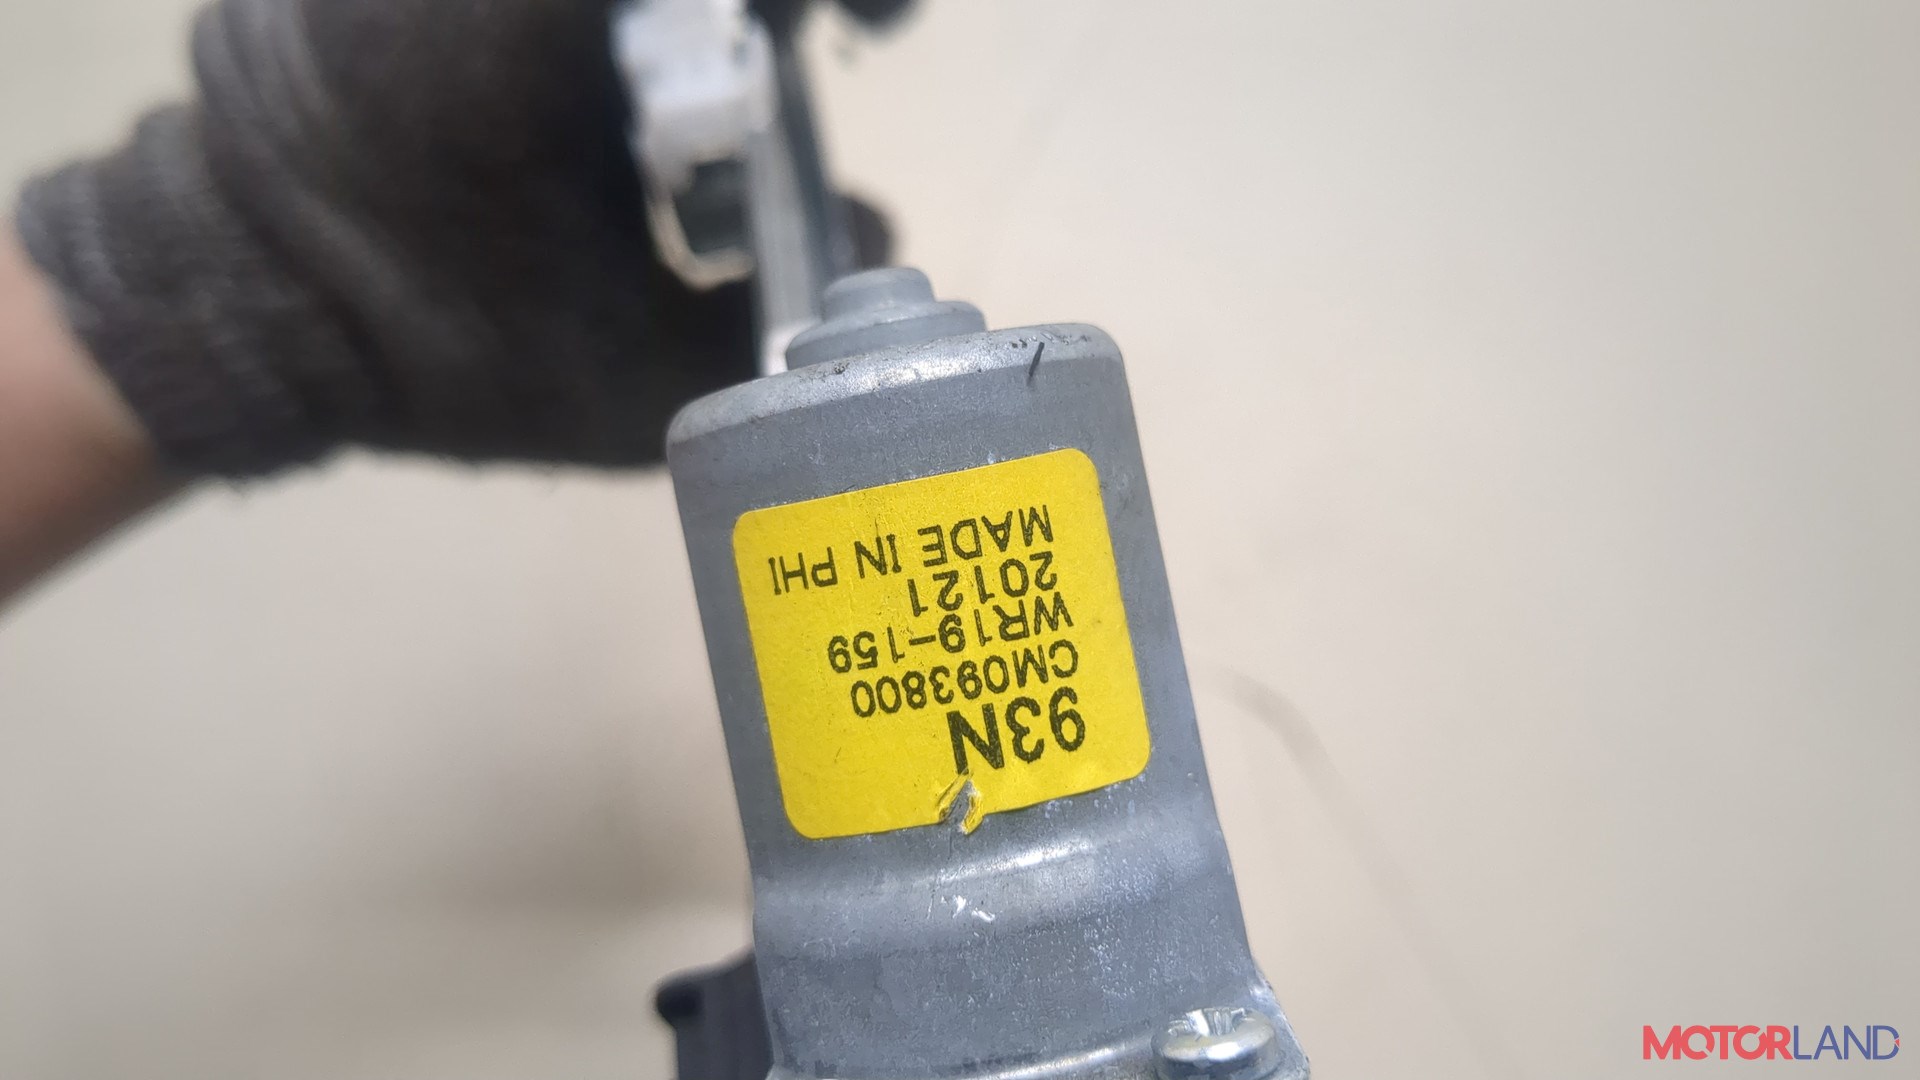 93N
CM093800
WR19-159
20121
MADE IN PHI
MOTORLAND